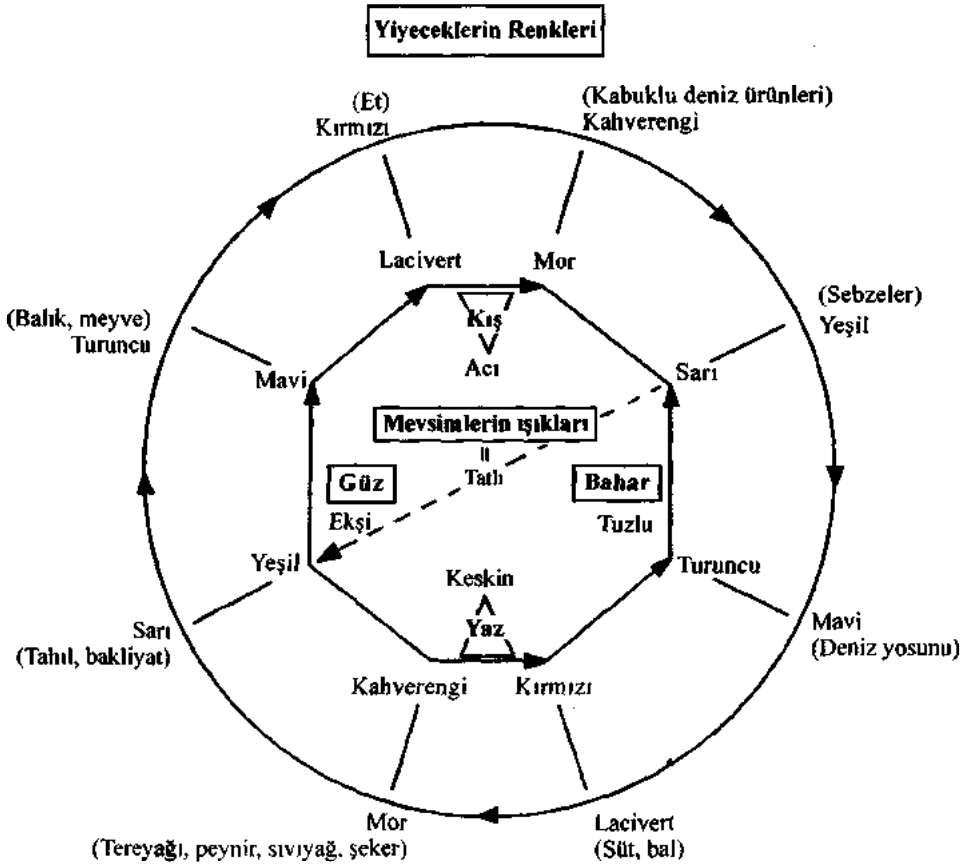 Yiyeceklerin Renkleri
(Et)
Kırmızı
(Kabuklu deniz ürünleri)
Kahverengi
Lacivert
Mor
(Sebzeler)
Yeşil
(Balık, meyve)
Turuncu
Kış
Acı
Mavi
Sarı
Mevsimlerin ışıkları
=
Tatlı
Güz
Ekşi
Bahar
Tuzlu
Yeşil
Turuncu
Keskin
Yaz
Sarı
(Tahıl, bakliyat)
Mavi
(Deniz yosunu)
Kahverengi
Kırmızı
Mor
(Tereyağı, peynir, sıvıyağ, şeker)
Lacivert
(Süt, bal)